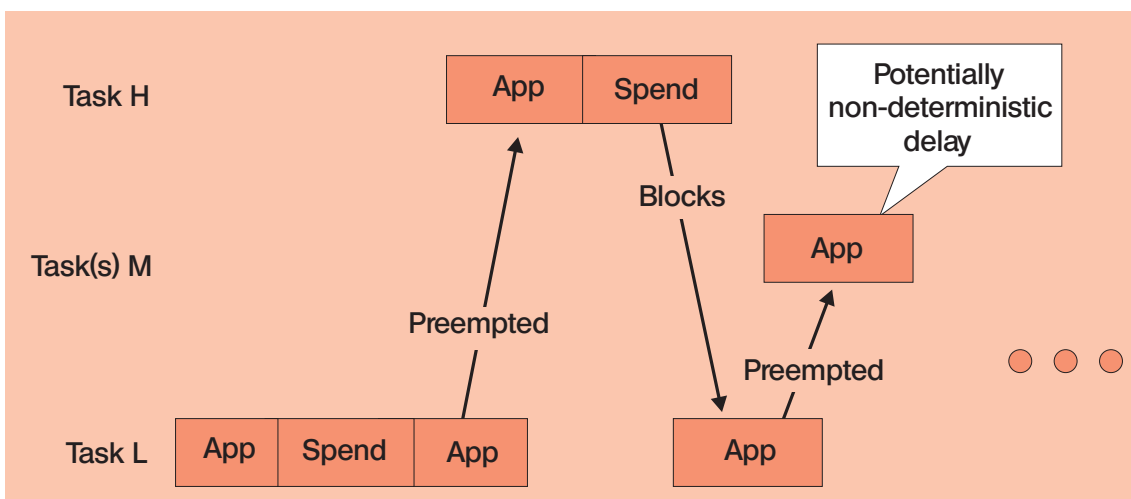 Task H
App
Spend
Potentially
non-deterministic
delay
Blocks
Task(s) M
App
Preempted
Preempted
Task L
App
Spend
App
App